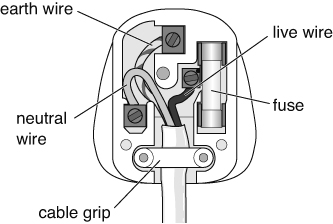 earth wire
live wire
fuse
neutral
wire
cable grip